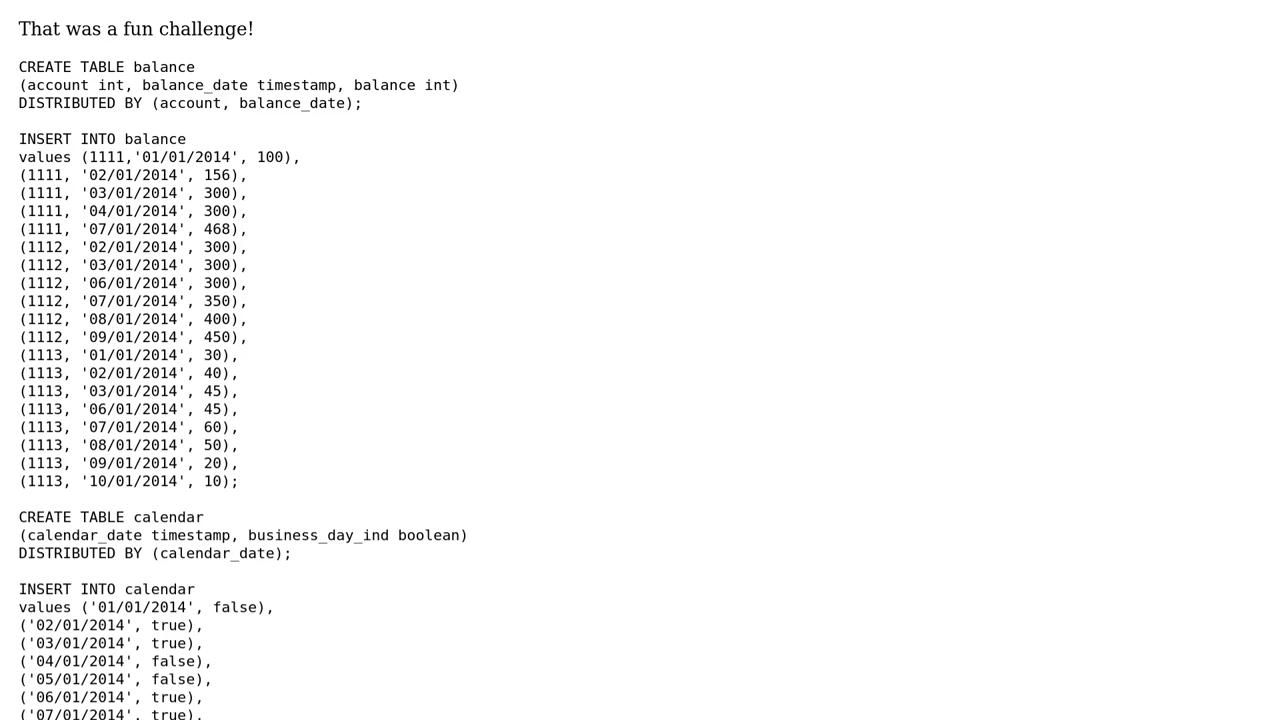 That was a fun challenge!
CREATE TABLE balance
(account int, balance_date timestamp, balance int)
DISTRIBUTED BY (account, balance_date);
INSERT INTO balance
values (1111,'01/01/2014', 100),
(1111, '02/01/2014', 156),
(1111, '03/01/2014', 300),
(1111, '04/01/2014', 300),
(1111, '07/01/2014', 468),
(1112, '02/01/2014', 300),
(1112, '03/01/2014', 300),
(1112, '06/01/2014', 300),
(1112, '07/01/2014', 350),
(1112, '08/01/2014', 400),
(1112, '09/01/2014', 450),
(1113, '01/01/2014', 30),
(1113, '02/01/2014', 40),
(1113, '03/01/2014', 45),
(1113, '06/01/2014', 45),
(1113, '07/01/2014', 60),
(1113, '08/01/2014', 50),
(1113, '09/01/2014', 20),
(1113, '10/01/2014', 10);
CREATE TABLE calendar
(calendar_date timestamp, business_day_ind boolean)
DISTRIBUTED BY (calendar_date);
INSERT INTO calendar
values ('01/01/2014', false),
('02/01/2014', true),
('03/01/2014', true),
('04/01/2014', false),
('05/01/2014', false),
('06/01/2014', true),
('07/01/2014', true),